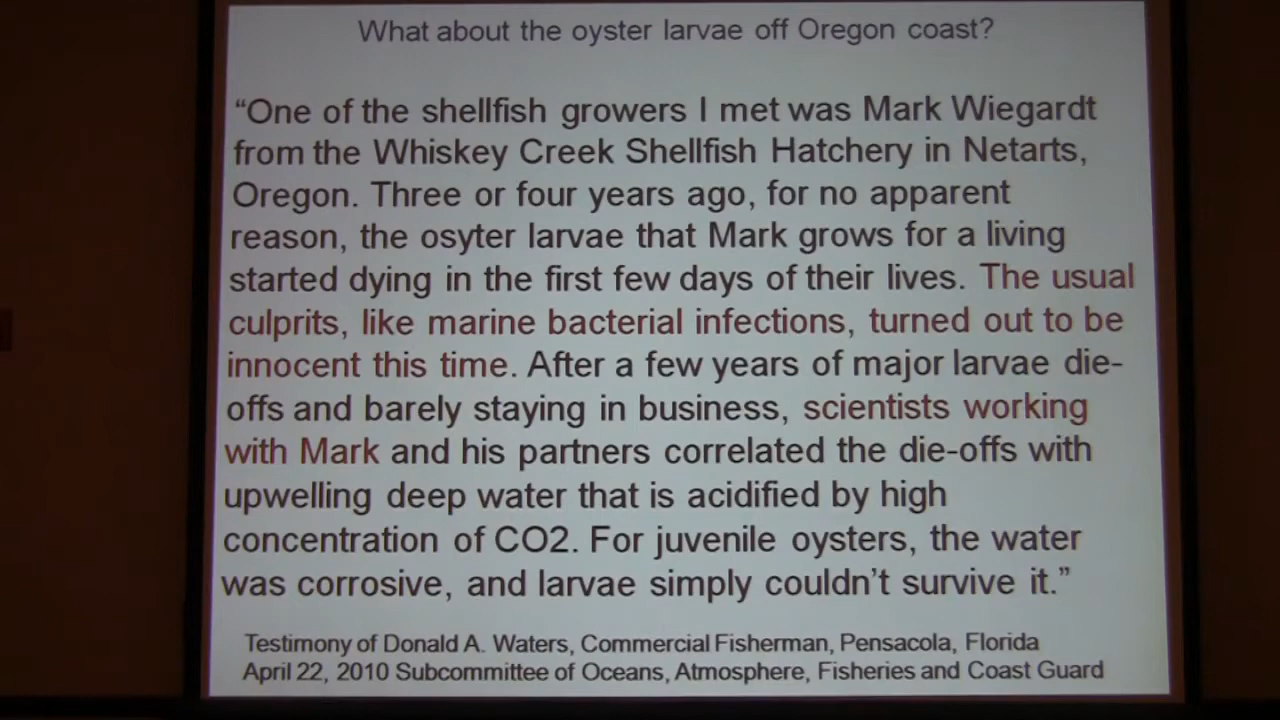 What about the oyster larvae off Oregon coast?
“One of the shellfish growers I met was Mark Wiegardt
from the Whiskey Creek Shellfish Hatchery in Netarts,
Oregon. Three or four years ago, for no apparent
reason, the osyter larvae that Mark grows for a living
started dying in the first few days of their lives. The usual
culprits, like marine bacterial infections, turned out to be
innocent this time. After a few years of major larvae die-
offs and barely staying in business, scientists working
with Mark and his partners correlated the die-offs with
upwelling deep water that is acidified by high
concentration of CO2. For juvenile oysters, the water
was corrosive, and larvae simply couldn’t survive it.”
Testimony of Donald A. Waters, Commercial Fisherman, Pensacola, Florida
April 22, 2010 Subcommittee of Oceans, Atmosphere, Fisheries and Coast Guard